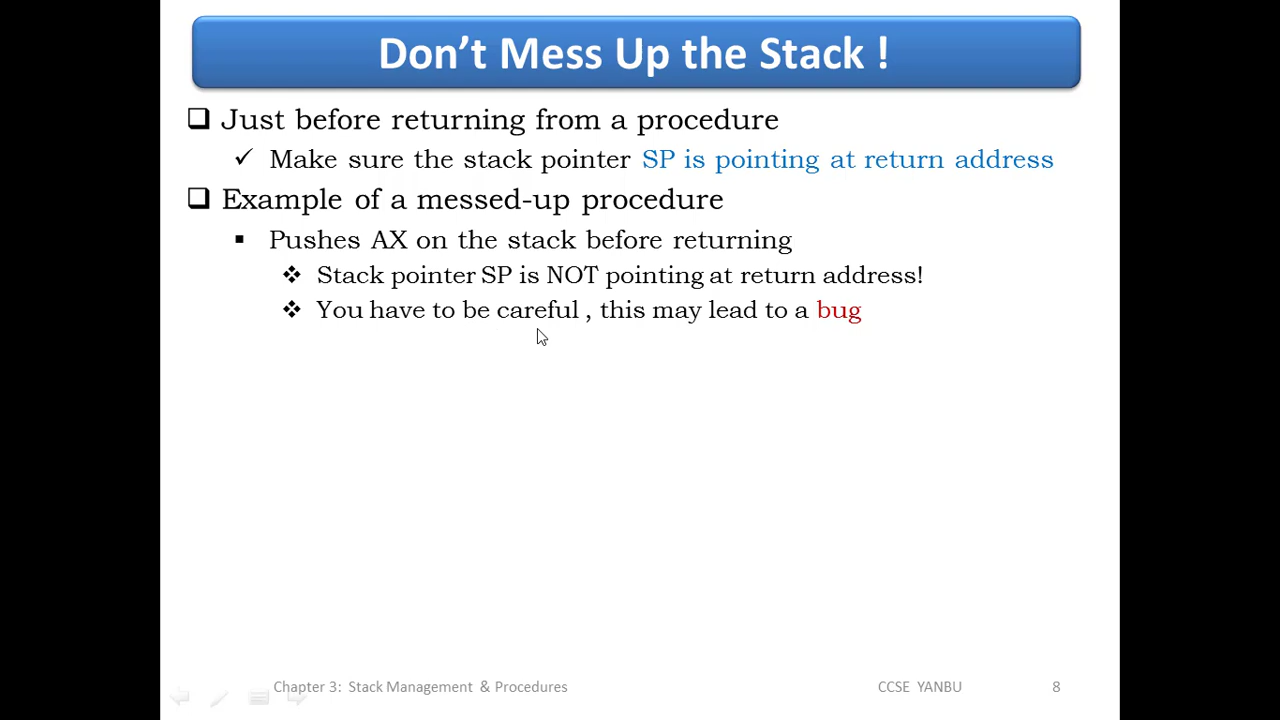 Don't Mess Up the Stack !
Just before returning from a procedure
Make sure the stack pointer SP is pointing at return address
Example of a messed-up procedure
Pushes AX on the stack before returning
Stack pointer SP is NOT pointing at return address!
You have to be careful , this may lead to a bug
Chapter 3: Stack Management & Procedures
CCSE YANBU
8